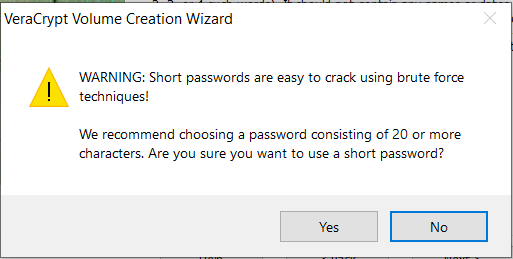 VeraCrypt Volume Creation Wizard
WARNING: Short passwords are easy to crack using brute force
techniques!
We recommend choosing a password consisting of 20 or more
characters. Are you sure you want to use a short password?
Yes
No